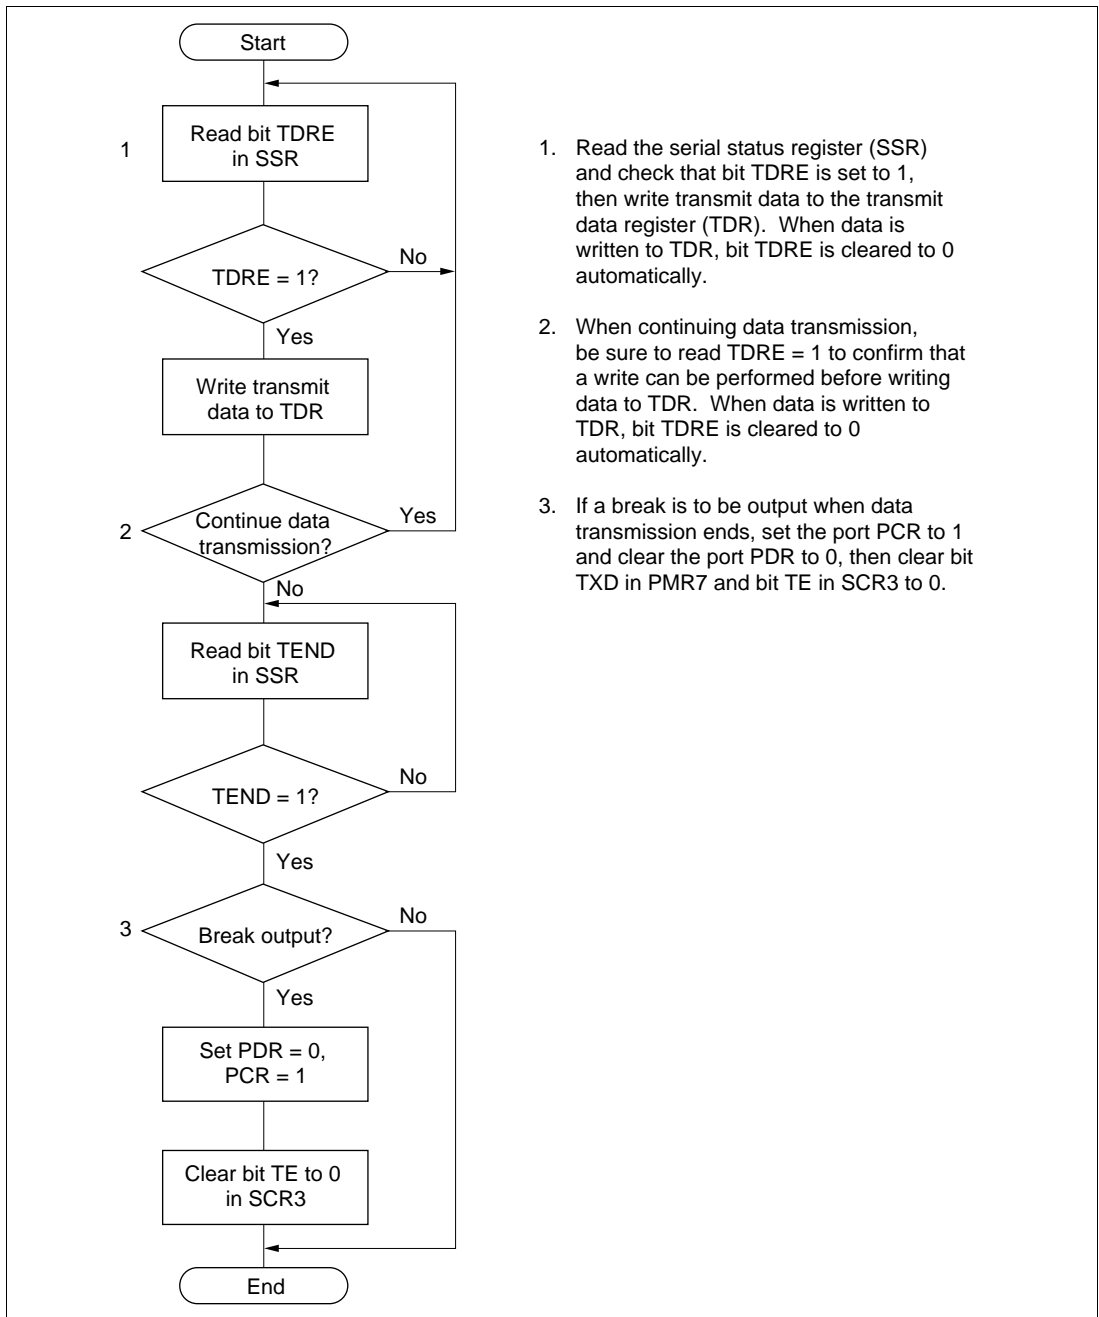 Start
1
Read bit TDRE
in SSR
TDRE = 1?
No
Yes
Write transmit
data to TDR
2
Continue data
transmission?
Yes
No
Read bit TEND
in SSR
TEND = 1?
No
Yes
3
Break output?
No
Yes
Set PDR = 0,
PCR = 1
Clear bit TE to 0
in SCR3
End
1. Read the serial status register (SSR)
and check that bit TDRE is set to 1,
then write transmit data to the transmit
data register (TDR). When data is
written to TDR, bit TDRE is cleared to 0
automatically.
2. When continuing data transmission,
be sure to read TDRE = 1 to confirm that
a write can be performed before writing
data to TDR. When data is written to
TDR, bit TDRE is cleared to 0
automatically.
3. If a break is to be output when data
transmission ends, set the port PCR to 1
and clear the port PDR to 0, then clear bit
TXD in PMR7 and bit TE in SCR3 to 0.